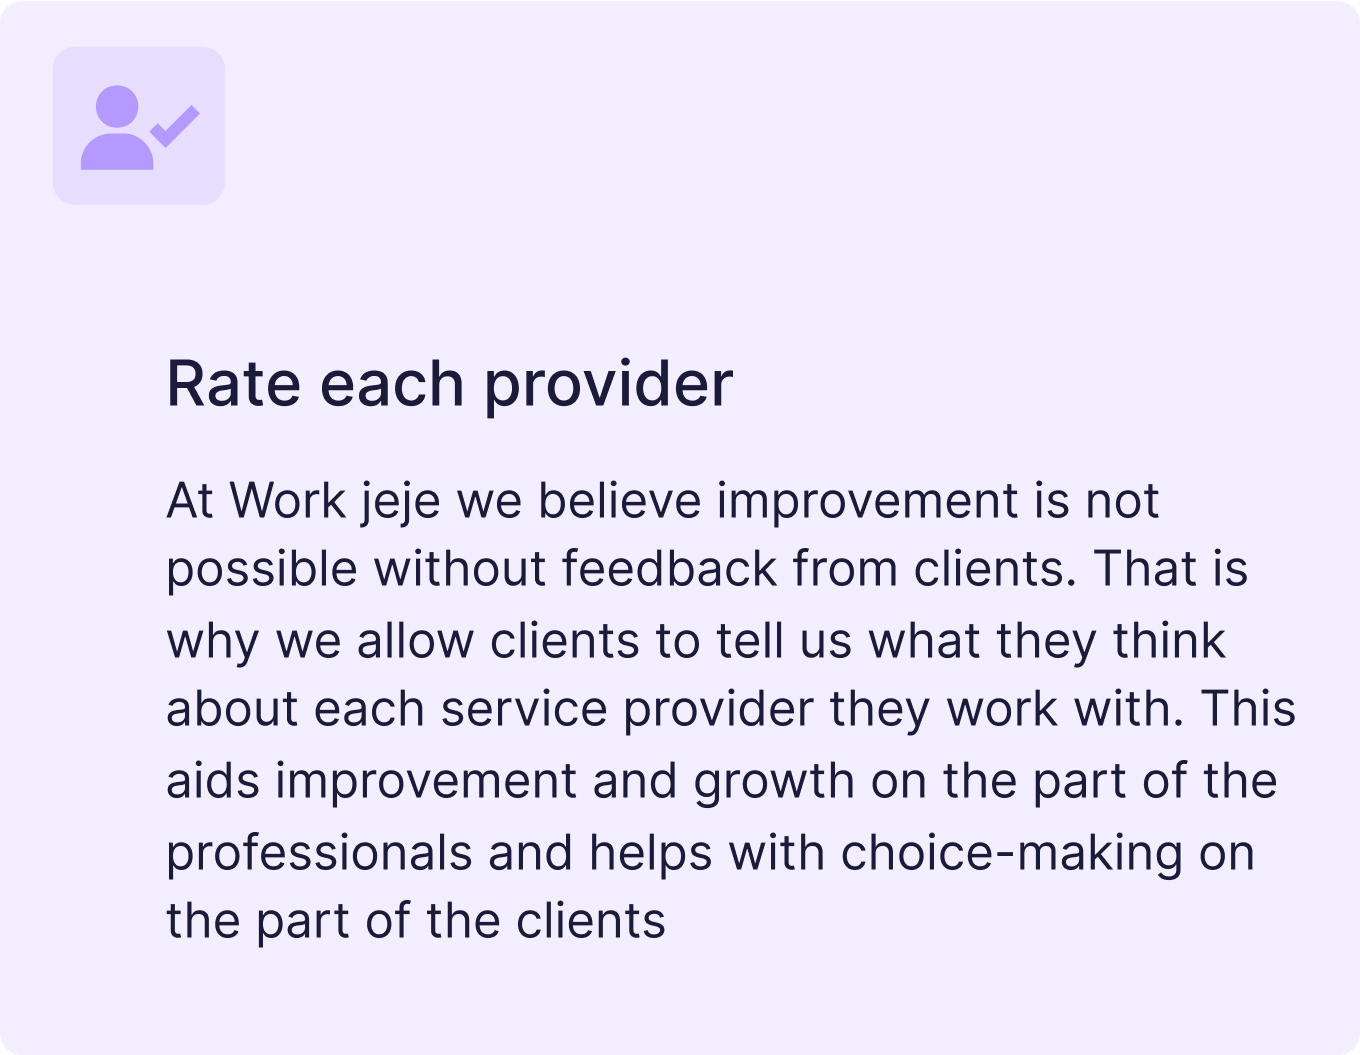 Rate each provider
At Work jeje we believe improvement is not
possible without feedback from clients. That is
why we allow clients to tell us what they think
about each service provider they work with. This
aids improvement and growth on the part of the
professionals and helps with choice-making on
the part of the clients